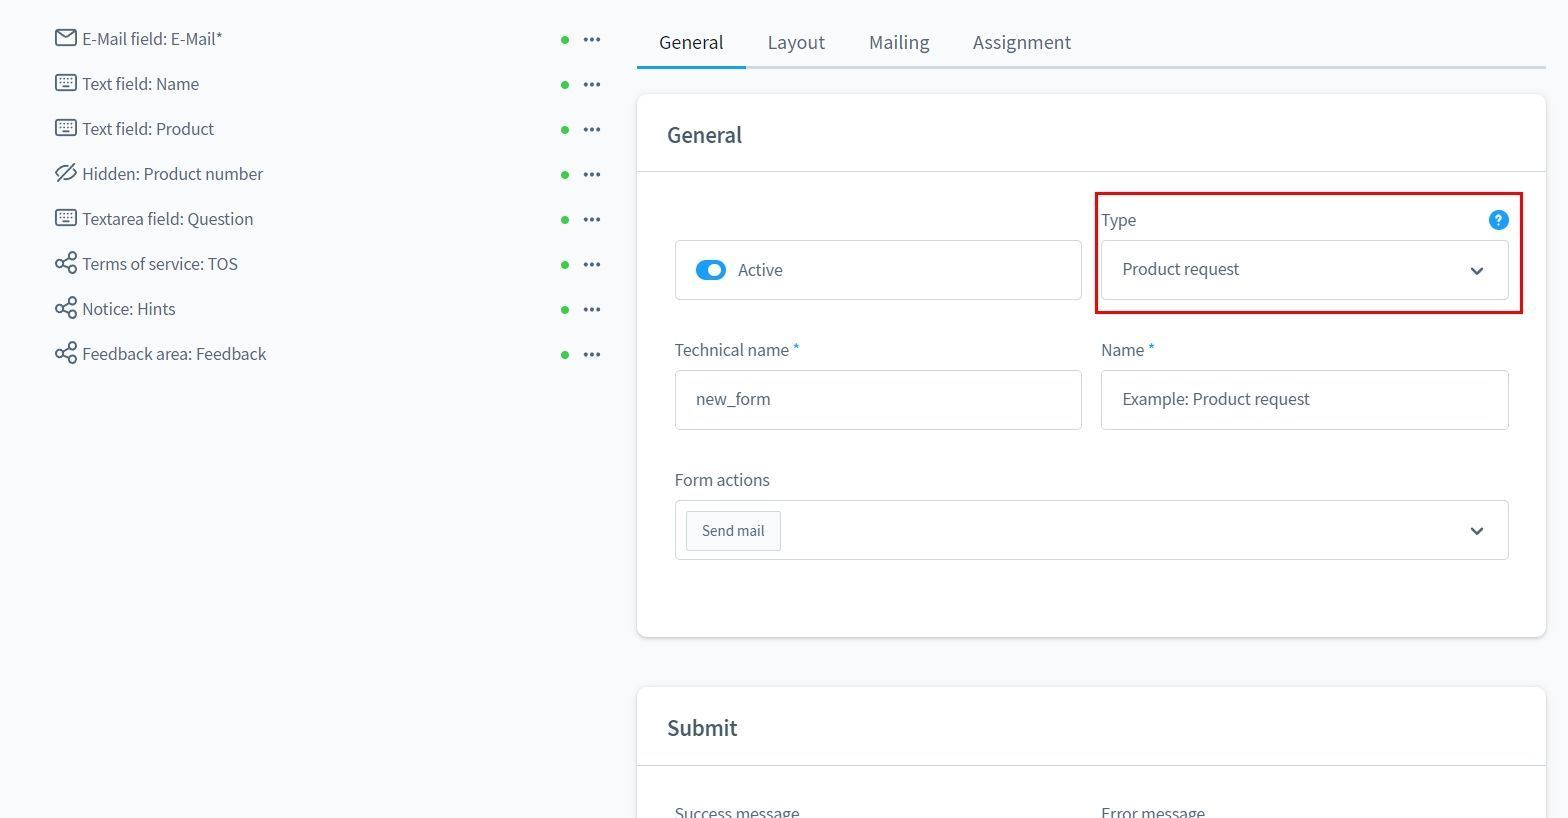 E-Mail field: E-Mail*
Text field: Name
Text field: Product
Hidden: Product number
Textarea field: Question
Terms of service: TOS
Notice: Hints
Feedback area: Feedback
General Layout Mailing Assignment
General
Type ?
Active
Product request
Technical name * Name *
new_form Example: Product request
Form actions
Send mail
Submit
Success message Error message